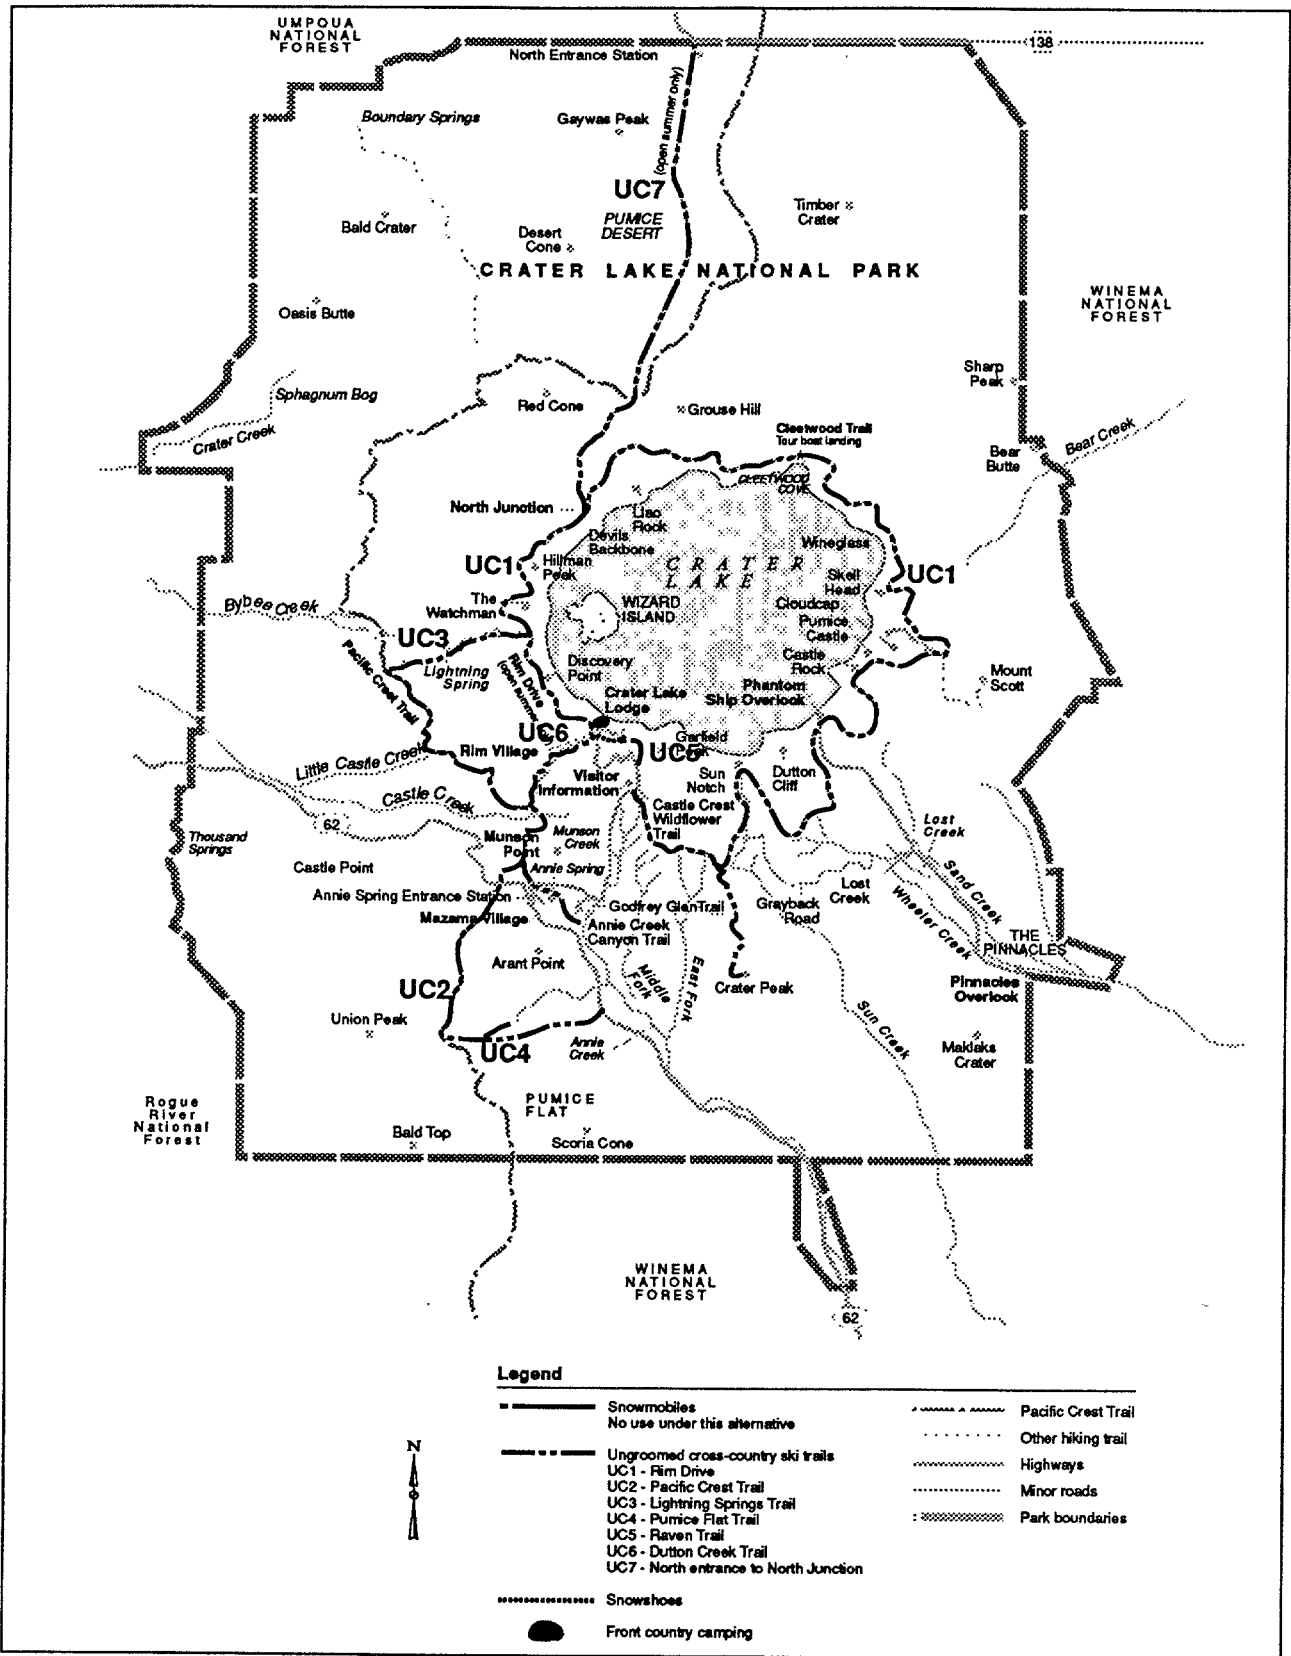 UMPQUA
NATIONAL
FOREST
138
North Entrance Station
(open summer only)
Boundary Springs
Gaywas Peak
UC7
PUMICE
DESERT
Timber
Crater
Bald Crater
Desert
Cone
CRATER LAKE NATIONAL PARK
WINEMA
NATIONAL
FOREST
Oasis Butte
Sharp
Peak
Sphagnum Bog
Red Cone
Grouse Hill
Crater Creek
Cleetwood Trail
Tour boat landing
Bear Creek
Bear
Butte
CLEETWOOD
COVE
North Junction
Llao
Rock
Devils
Backbone
Wineglass
UC1
Hillman
Peak
CRATER
LAKE
Skell
Head
UC1
The
Watchman
WIZARD
ISLAND
Cloudcap
Bybee Creek
Pumice
Castle
UC3
Castle
Rock
Pacific Crest Trail
Lightning
Spring
Rim Drive
(open summer
Discovery
Point
Mount
Scott
Crater Lake
Lodge
Phantom
Ship Overlook
UC6
Garfield
UC5
Rim Village
Little Castle Creek
Visitor
Information
Sun
Notch
Dutton
Cliff
Castle Creek
Castle Crest
Wildflower
Trail
62
Thousand
Springs
Munson
Point
Munson
Creek
Lost
Creek
Castle Point
Annie Spring
Sand Creek
Annie Spring Entrance Station
Godfrey Glen Trail
Grayback
Road
Lost
Creek
Wheeler Creek
Mazama Village
Annie Creek
Canyon Trail
THE
PINNACLES
Arant Point
Middle
Fork
East Fork
Crater Peak
Pinnacles
Overlook
UC2
Union Peak
Sun Creek
UC4
Annie
Creek
Maklaks
Crater
Rogue
River
National
Forest
PUMICE
FLAT
Bald Top
Scoria Cone
WINEMA
NATIONAL
FOREST
62
Legend
Snowmobiles
No use under this alternative
Ungroomed cross-country ski trails
UC1 - Rim Drive
UC2 - Pacific Crest Trail
UC3 - Lightning Springs Trail
UC4 - Pumice Flat Trail
UC5 - Raven Trail
UC6 - Dutton Creek Trail
UC7 - North entrance to North Junction
Snowshoes
Front country camping
Pacific Crest Trail
Other hiking trail
Highways
Minor roads
Park boundaries
N